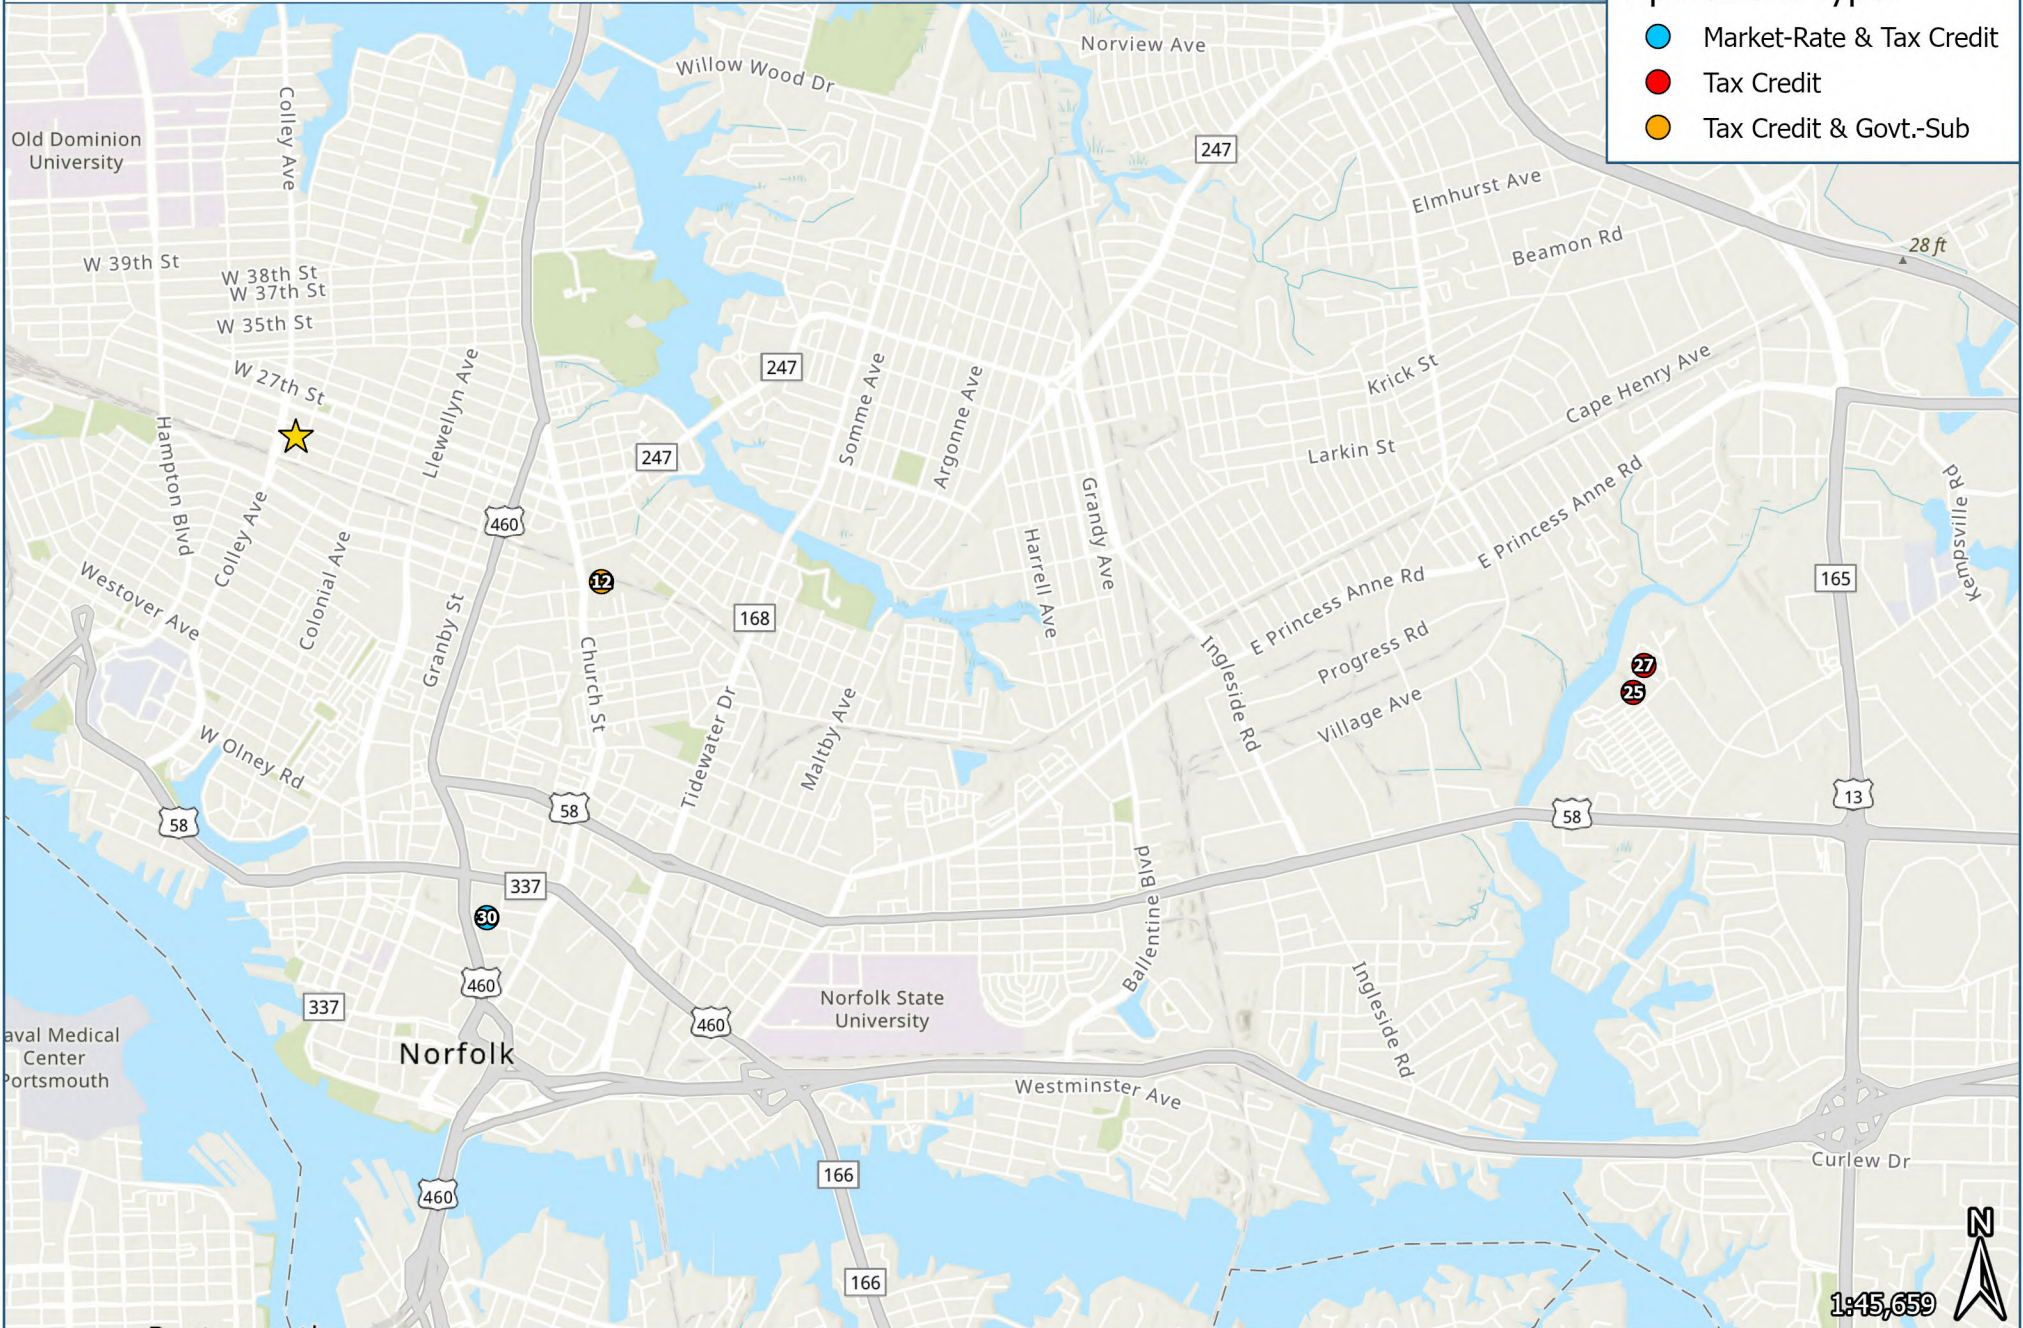 Market-Rate & Tax Credit
Tax Credit
Tax Credit & Govt.-Sub
Norview Ave
Willow Wood Dr
Colley Ave
Old Dominion
University
247
Elmhurst Ave
Beamon Rd
28 ft
W 39th St
W 38th St
W 37th St
W 35th St
W 27th St
Llewellyn Ave
247
Somme Ave
Argonne Ave
Krick St
Cape Henry Ave
Hampton Blvd
247
Larkin St
Grandy Ave
E Princess Anne Rd
Kempsville Rd
460
Colley Ave
Colonial Ave
Harrell Ave
12
165
Westover Ave
Granby St
168
E Princess Anne Rd
Church St
Ingleside Rd
Progress Rd
27
25
Tidewater Dr
Maltby Ave
Village Ave
W Olney Rd
58
58
58
13
337
Ballentine Blvd
30
460
337
Norfolk State
University
460
Ingleside Rd
aval Medical
Center
Portsmouth
Norfolk
Westminster Ave
166
Curlew Dr
460
166
N
1:45,659